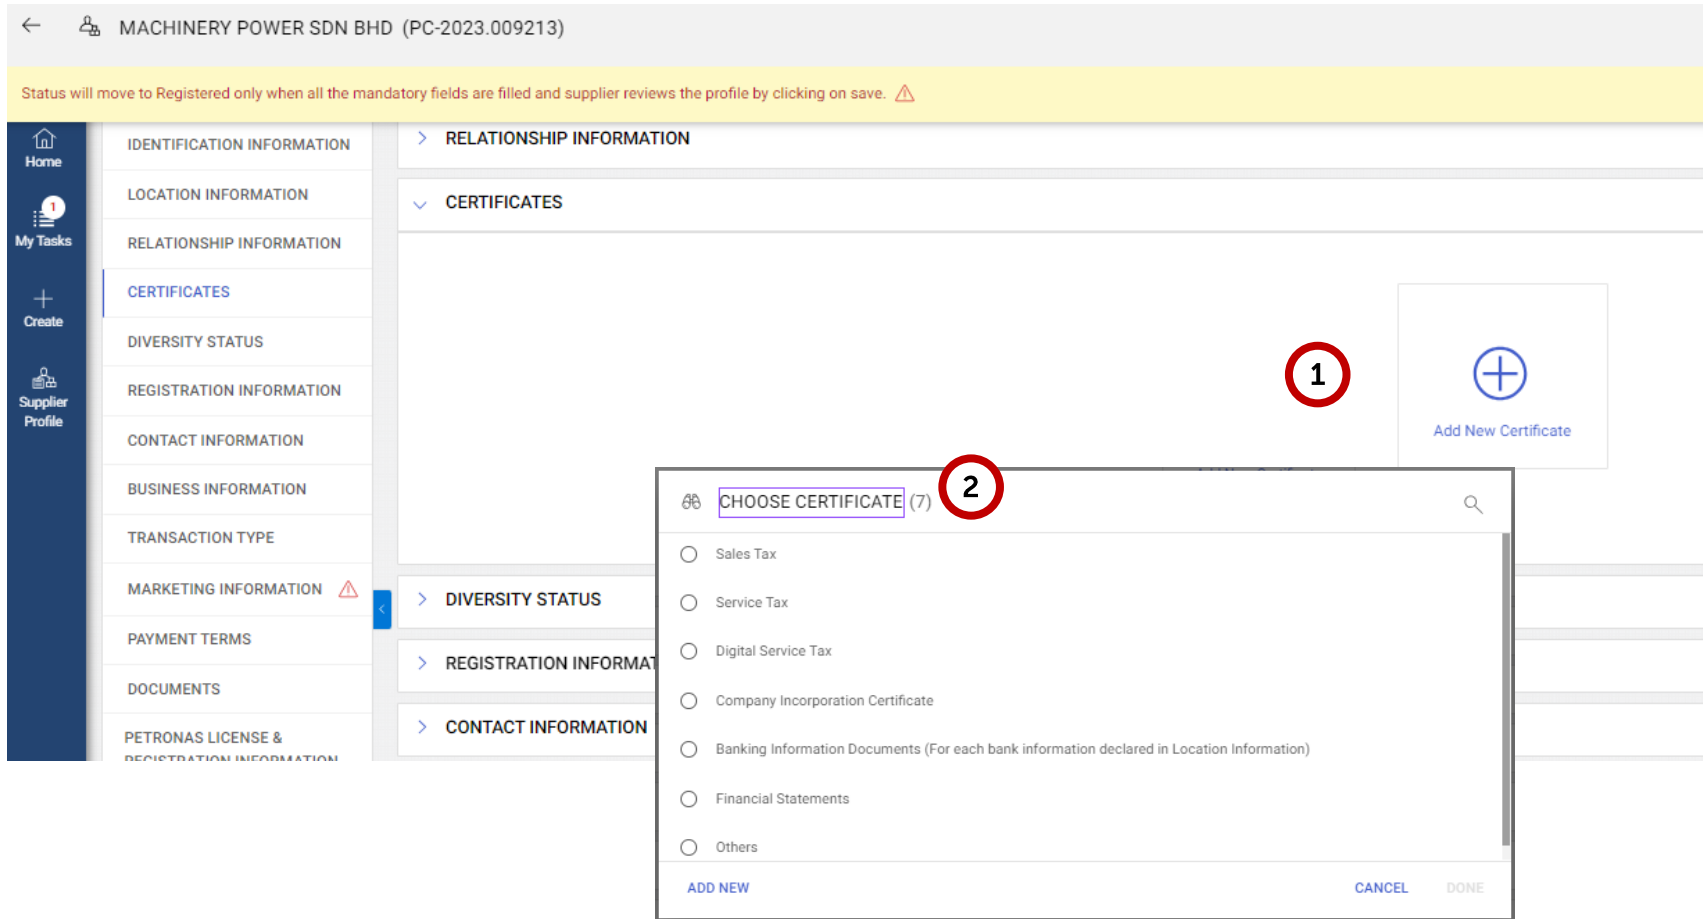 MACHINERY POWER SDN BHD (PC-2023.009213)
Status will move to Registered only when all the mandatory fields are filled and supplier reviews the profile by clicking on save.
Home
1
My Tasks
Create
Supplier
Profile
IDENTIFICATION INFORMATION
LOCATION INFORMATION
RELATIONSHIP INFORMATION
CERTIFICATES
DIVERSITY STATUS
REGISTRATION INFORMATION
CONTACT INFORMATION
BUSINESS INFORMATION
TRANSACTION TYPE
MARKETING INFORMATION
PAYMENT TERMS
DOCUMENTS
PETRONAS LICENSE &
REGISTRATION INFORMATION
RELATIONSHIP INFORMATION
CERTIFICATES
1
Add New Certificate
DIVERSITY STATUS
REGISTRATION INFORMAT
CONTACT INFORMATION
2
CHOOSE CERTIFICATE (7)
Sales Tax
Service Tax
Digital Service Tax
Company Incorporation Certificate
Banking Information Documents (For each bank information declared in Location Information)
Financial Statements
Others
ADD NEW
CANCEL DONE